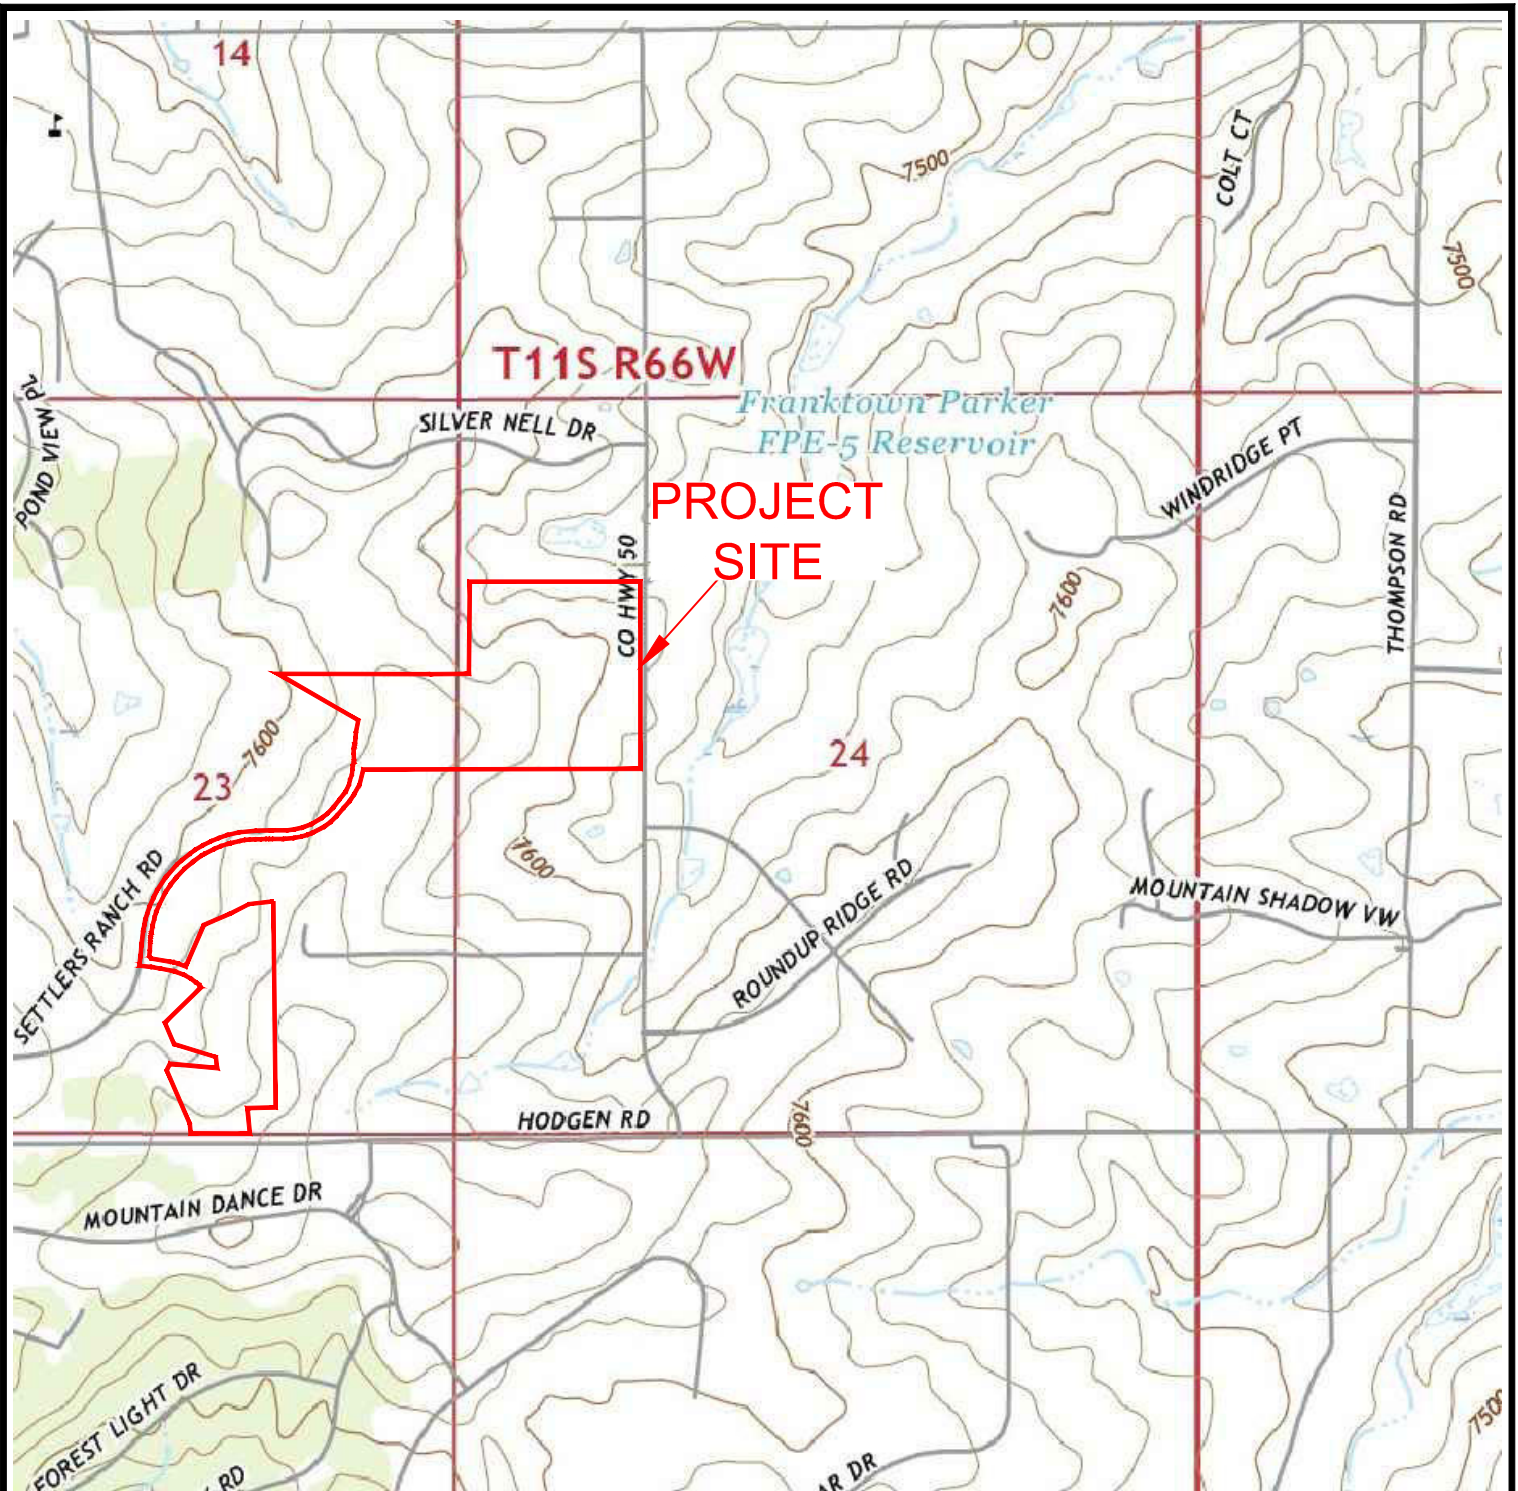 14
7500
COLT CT
7500
T11S R66W
POND VIEW PL
SILVER NELL DR
Franktown Parker
FPE-5 Reservoir
WINDRIDGE PT
PROJECT
SITE
CO HWY 50
THOMPSON RD
7600
7600
23
24
7600
SETTLERS RANCH RD
ROUNDUP RIDGE RD
MOUNTAIN SHADOW VW
HODGEN RD
7600
MOUNTAIN DANCE DR
FOREST LIGHT DR
7500
RD
AR DR